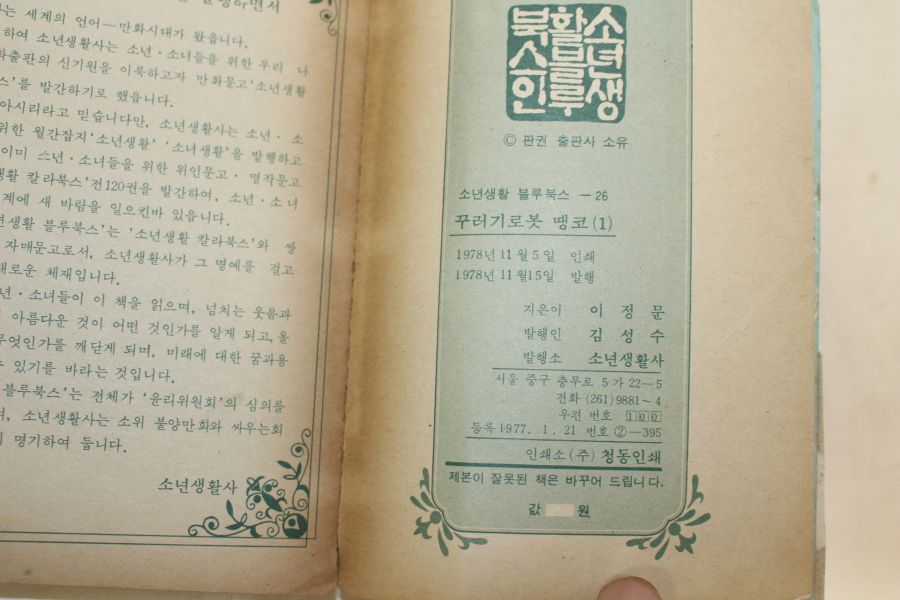 하면서
는 세계의 언어—만화시대가 왔읍니다.
하여 소년생활사는 소년·소녀들을 위한 우리 나
화출판의 신기원을 이룩하고자 만화문고 '소년생활
스'를 발간하기로 했읍니다.
아시리라고 믿습니다만, 소년생활사는 소년·소
위한 월간잡지 '소년생활' '소녀생활'을 발행하고
이미 소년·소녀들을 위한 위인문고·명작문고
생활 칼라북스' 전120권을 발간하여, 소년·소녀
계에 새 바람을 일으킨바 있읍니다.
년생활 블루북스'는 '소년생활 칼라북스'와 쌍
자매문고로서, 소년생활사가 그 명예를 걸고
새로운 체재입니다.
년·소녀들이 이 책을 읽으며, 넘치는 웃음과
아름다운 것이 어떤 것인가를 알게 되고, 올
무엇인가를 깨닫게 되며, 미래에 대한 꿈과용
수 있기를 바라는 것입니다.
블루북스'는 전체가 '윤리위원회'의 심의를
며, 소년생활사는 소위 불량만화와 싸우는회
명기하여 둡니다.
소년생활사
소년생
활블루
북스인
© 판권 출판사 소유
소년생활 블루북스 —26
꾸러기로봇 땡코 (1)
1978년 11월 5일 인쇄
1978년 11월15일 발행
지은이 이정문
발행인 김성수
발행소 소년생활사
서울 중구 충무로 5가 22—5
전화 (261)9881~4
우편 번호 100
등록 1977. 1. 21 번호 ②—395
인쇄소 (주) 청동인쇄
제본이 잘못된 책은 바꾸어 드립니다.
값 원